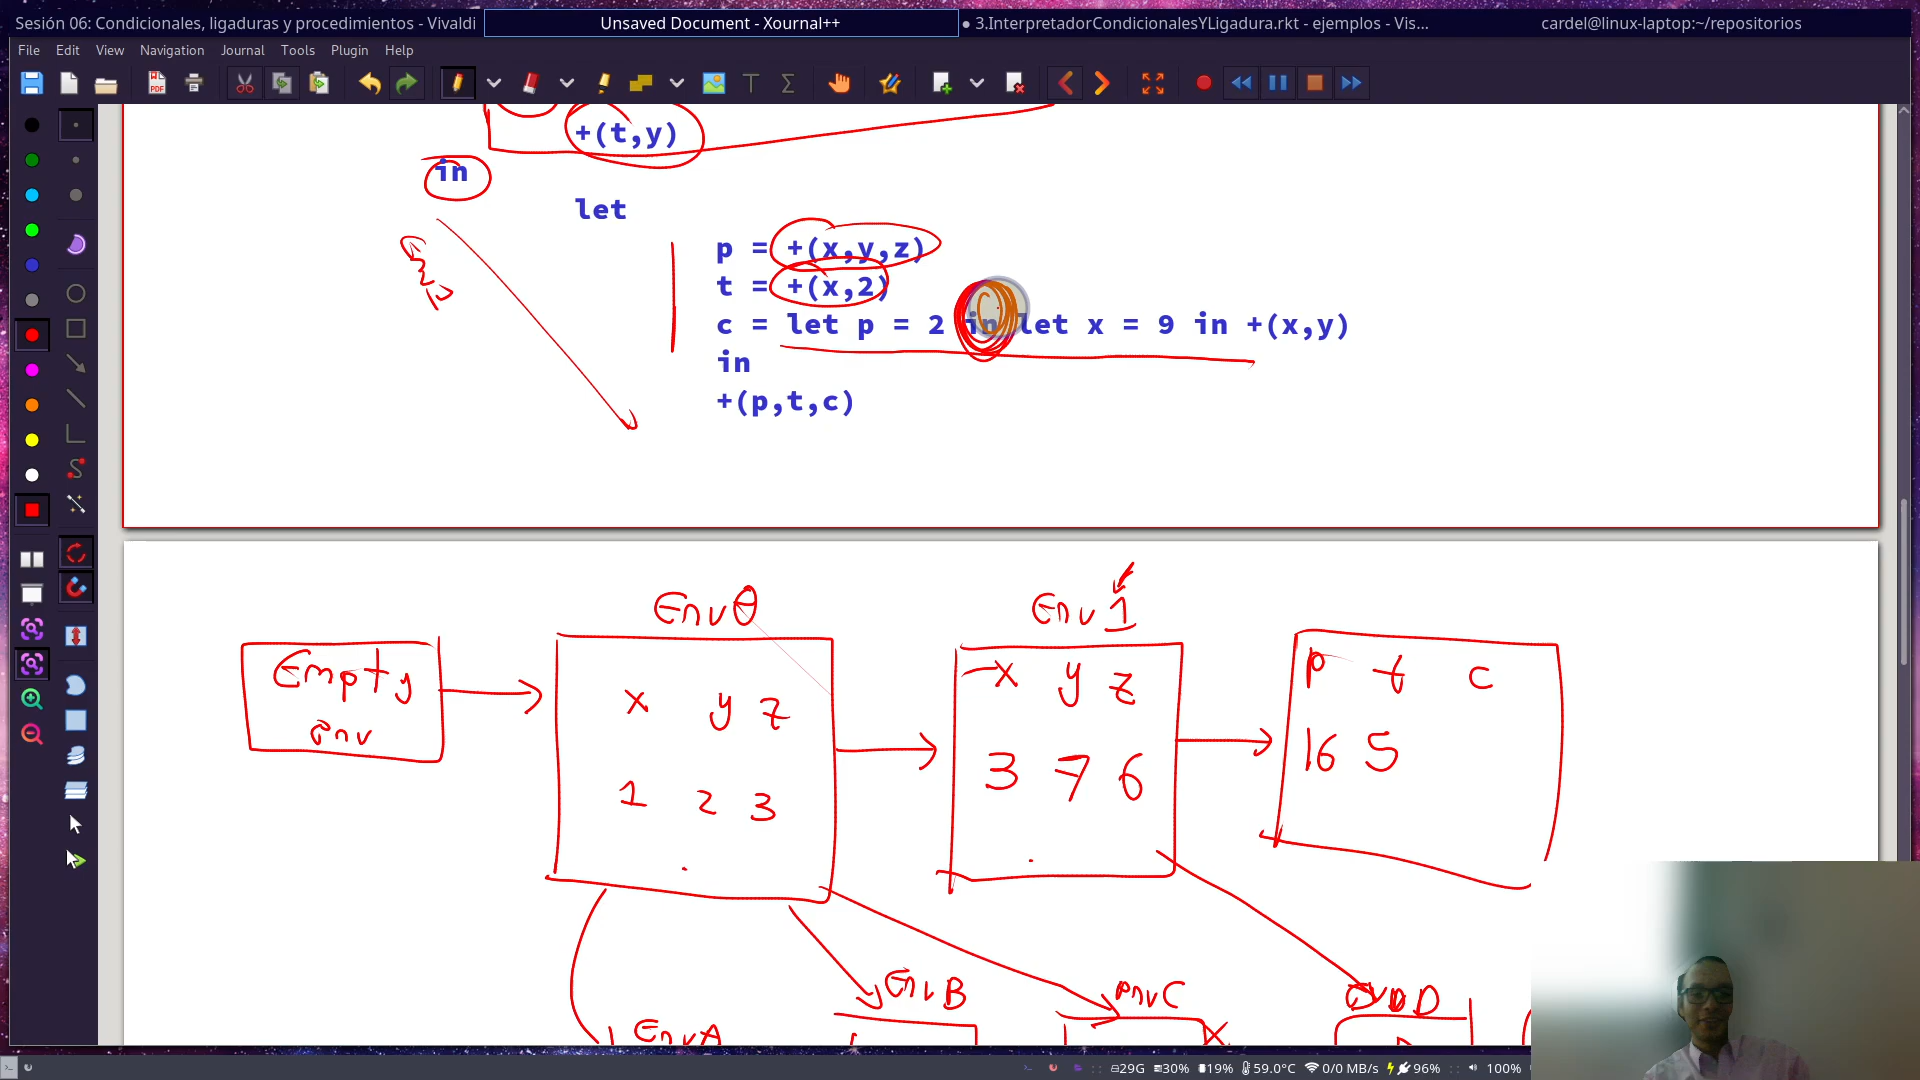 Sesión 06: Condicionales, ligaduras y procedimientos - Vivaldi
Unsaved Document - Xournal++
● 3.InterpretadorCondicionalesYLigadura.rkt - ejemplos - Vis...
cardel@linux-laptop:~/repositorios
File Edit View Navigation Journal Tools Plugin Help
+(t,y)
in
let
p = +(x,y,z)
t = +(x,2)
c = let p = 2 in let x = 9 in +(x,y)
in
+(p,t,c)
Env0
Env1
Empty
env
x y z
1 2 3
x y z
3 7 6
p t c
16 5
EnvA
EnvB
envC
EnvD
x
29G 30% 19% 59.0°C 0/0 MB/s 96% 100%